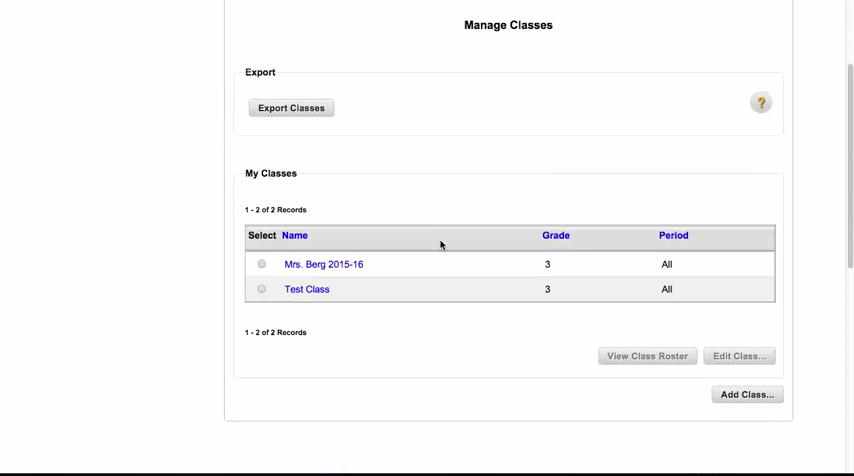 Manage Classes
Export
Export Classes
?
My Classes
1 - 2 of 2 Records
Select Name Grade Period
Mrs. Berg 2015-16 3 All
Test Class 3 All
1 - 2 of 2 Records
View Class Roster Edit Class...
Add Class...